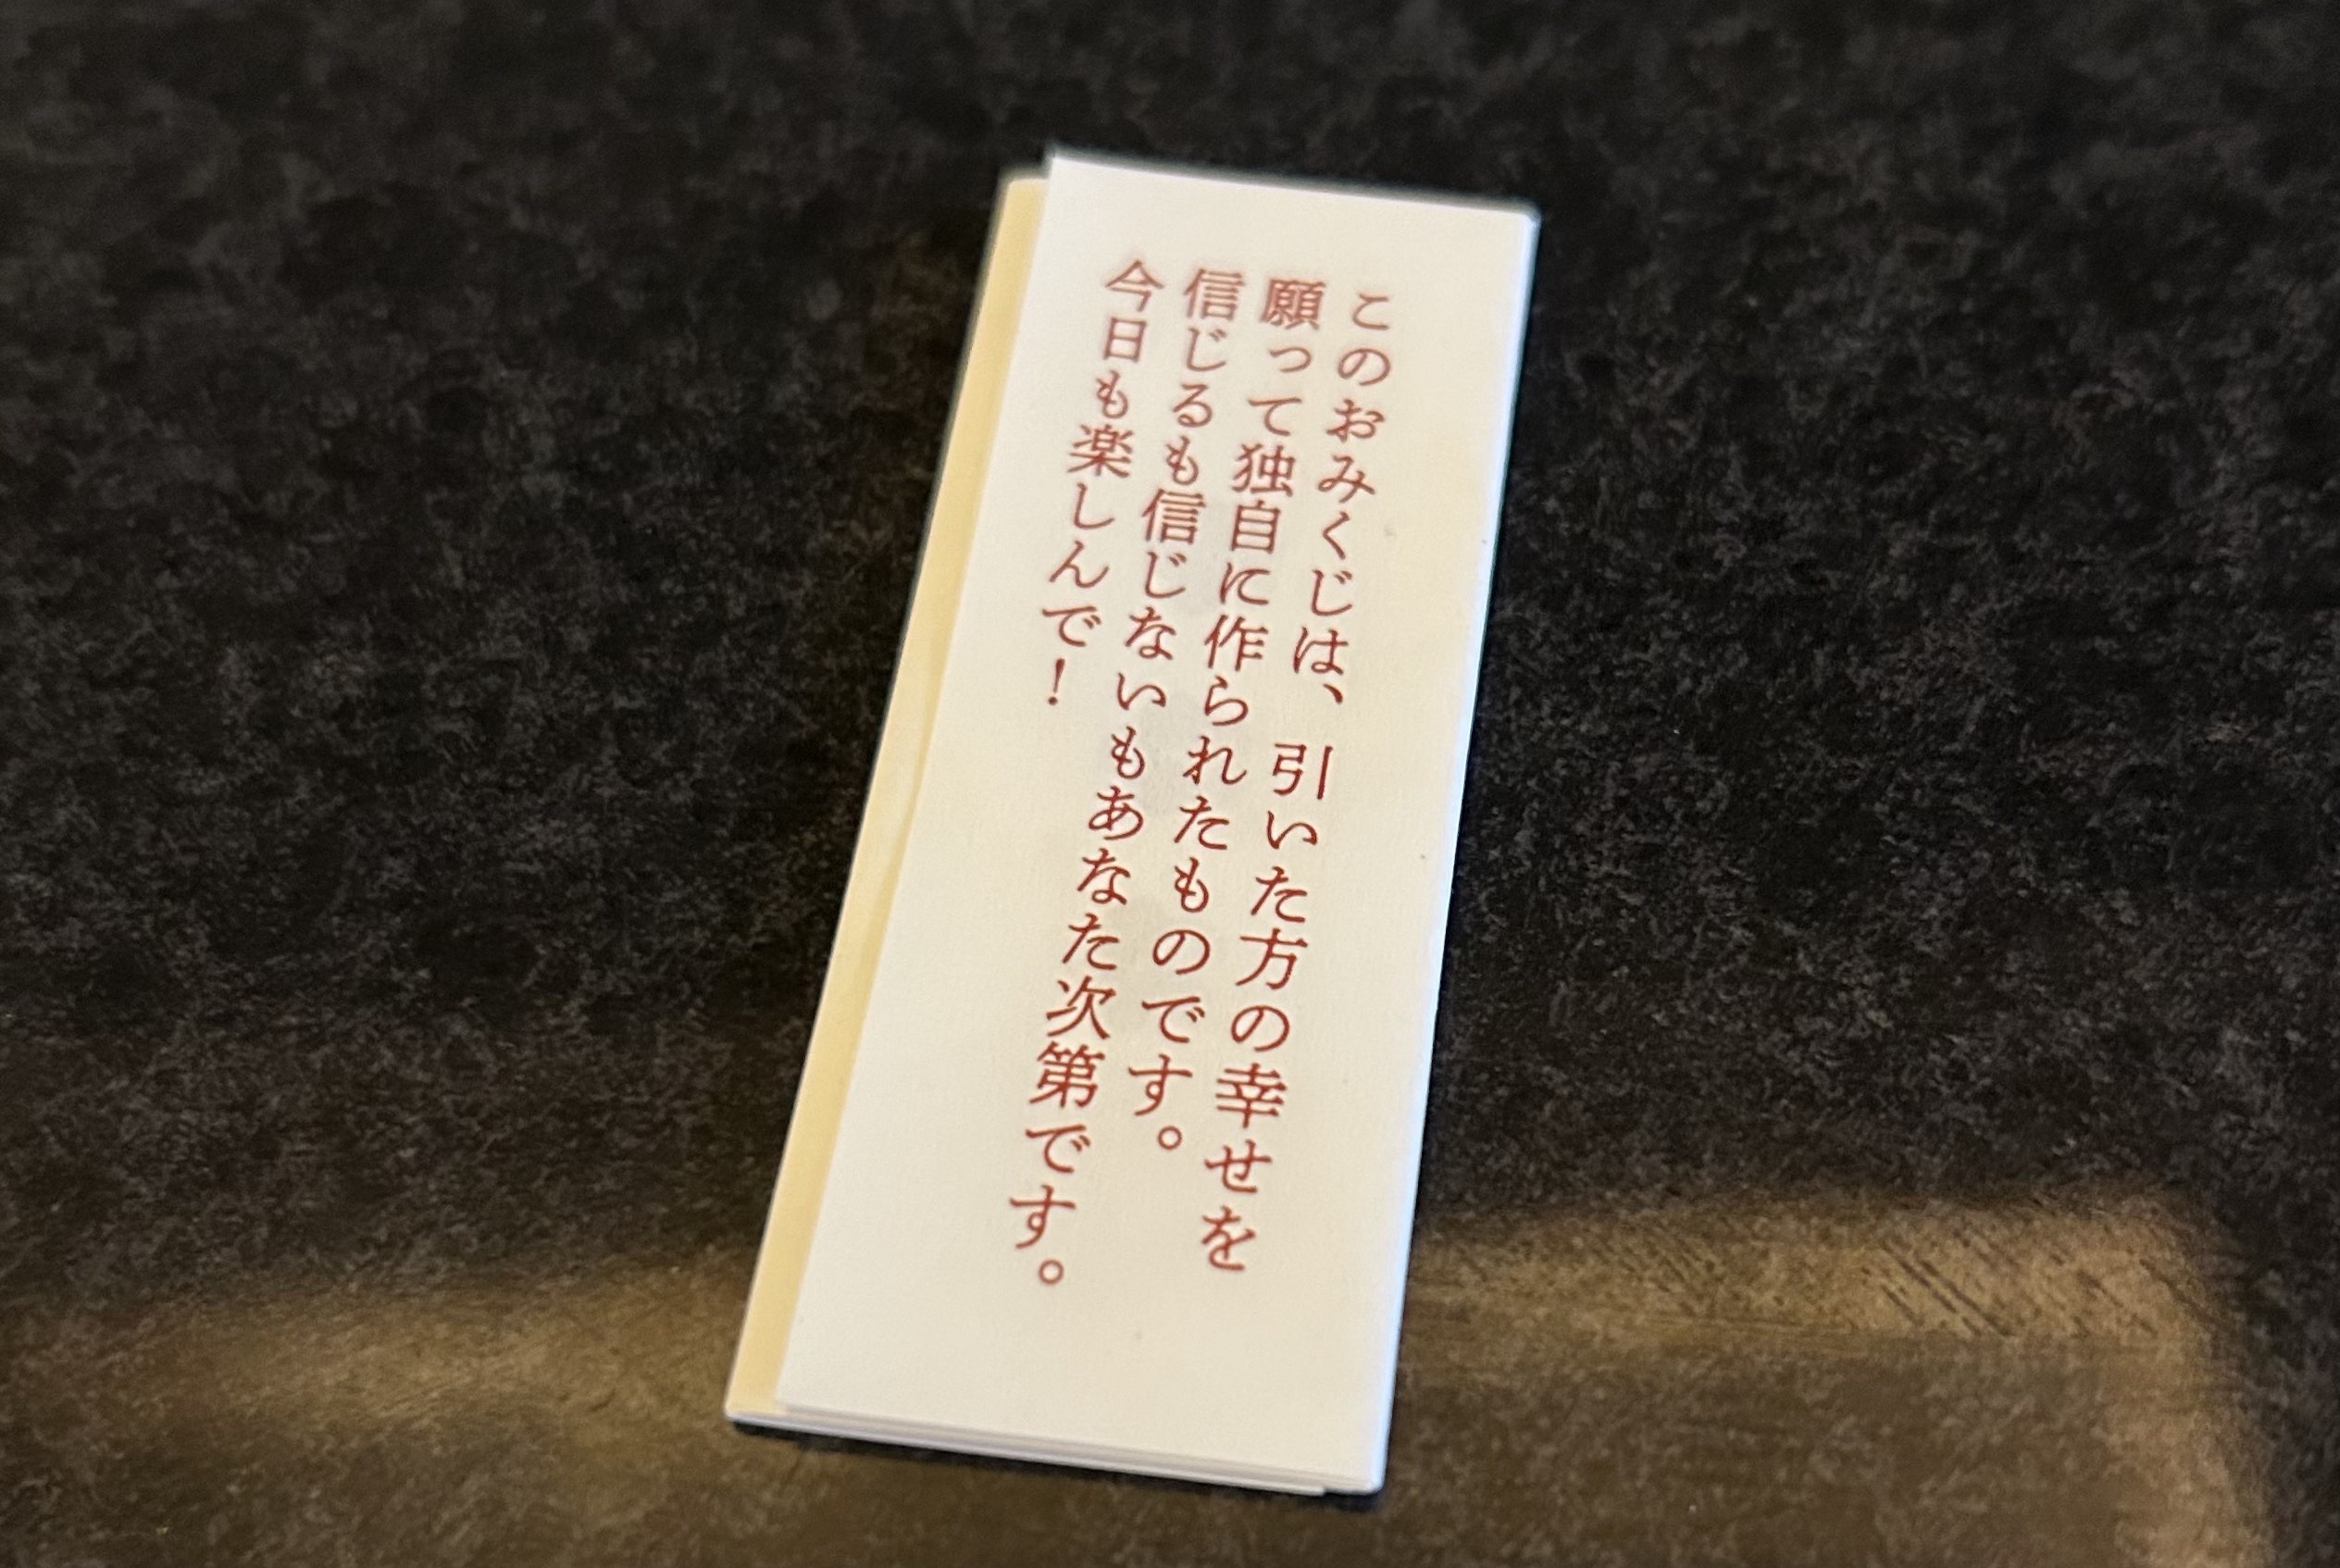 このおみくじは、引いた方の幸せを
願って独自に作られたものです。
信じるも信じないもあなた次第です。
今日も楽しんで！